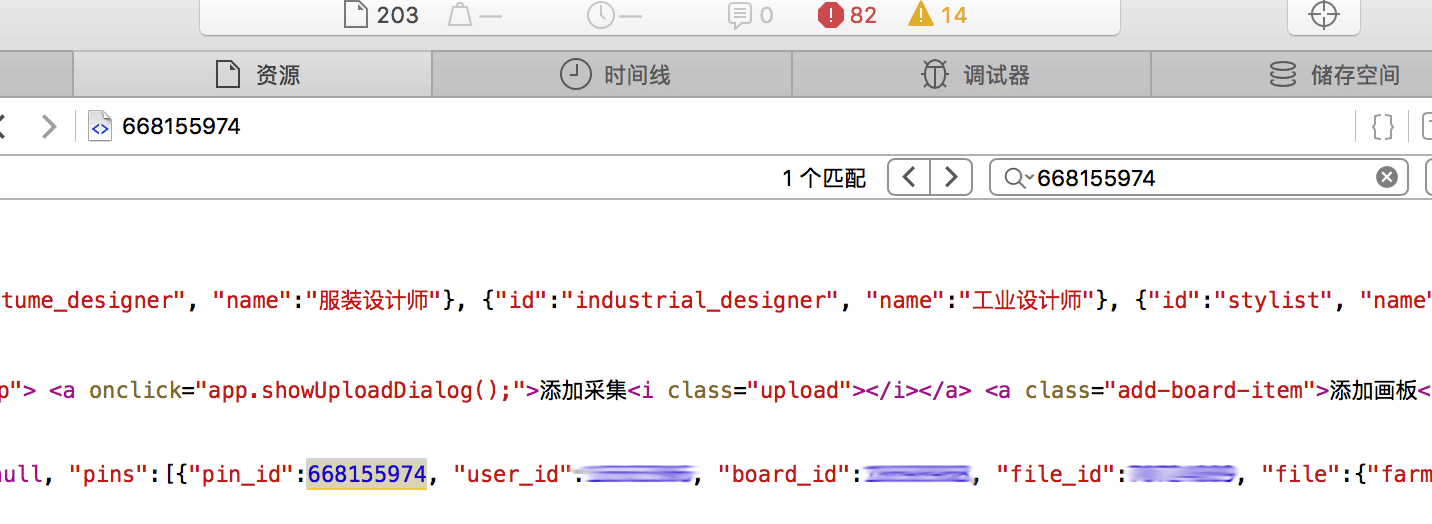 203 — — 0 82 14
资源 时间线 调试器 储存空间
668155974 {}
1 个匹配 668155974
tume_designer", "name":"服装设计师"}, {"id":"industrial_designer", "name":"工业设计师"}, {"id":"stylist", "name"
p"> <a onclick="app.showUploadDialog();">添加采集<i class="upload"></i></a> <a class="add-board-item">添加画板<
null, "pins":[{"pin_id":668155974, "user_id": , "board_id": , "file_id": , "file":{"farm